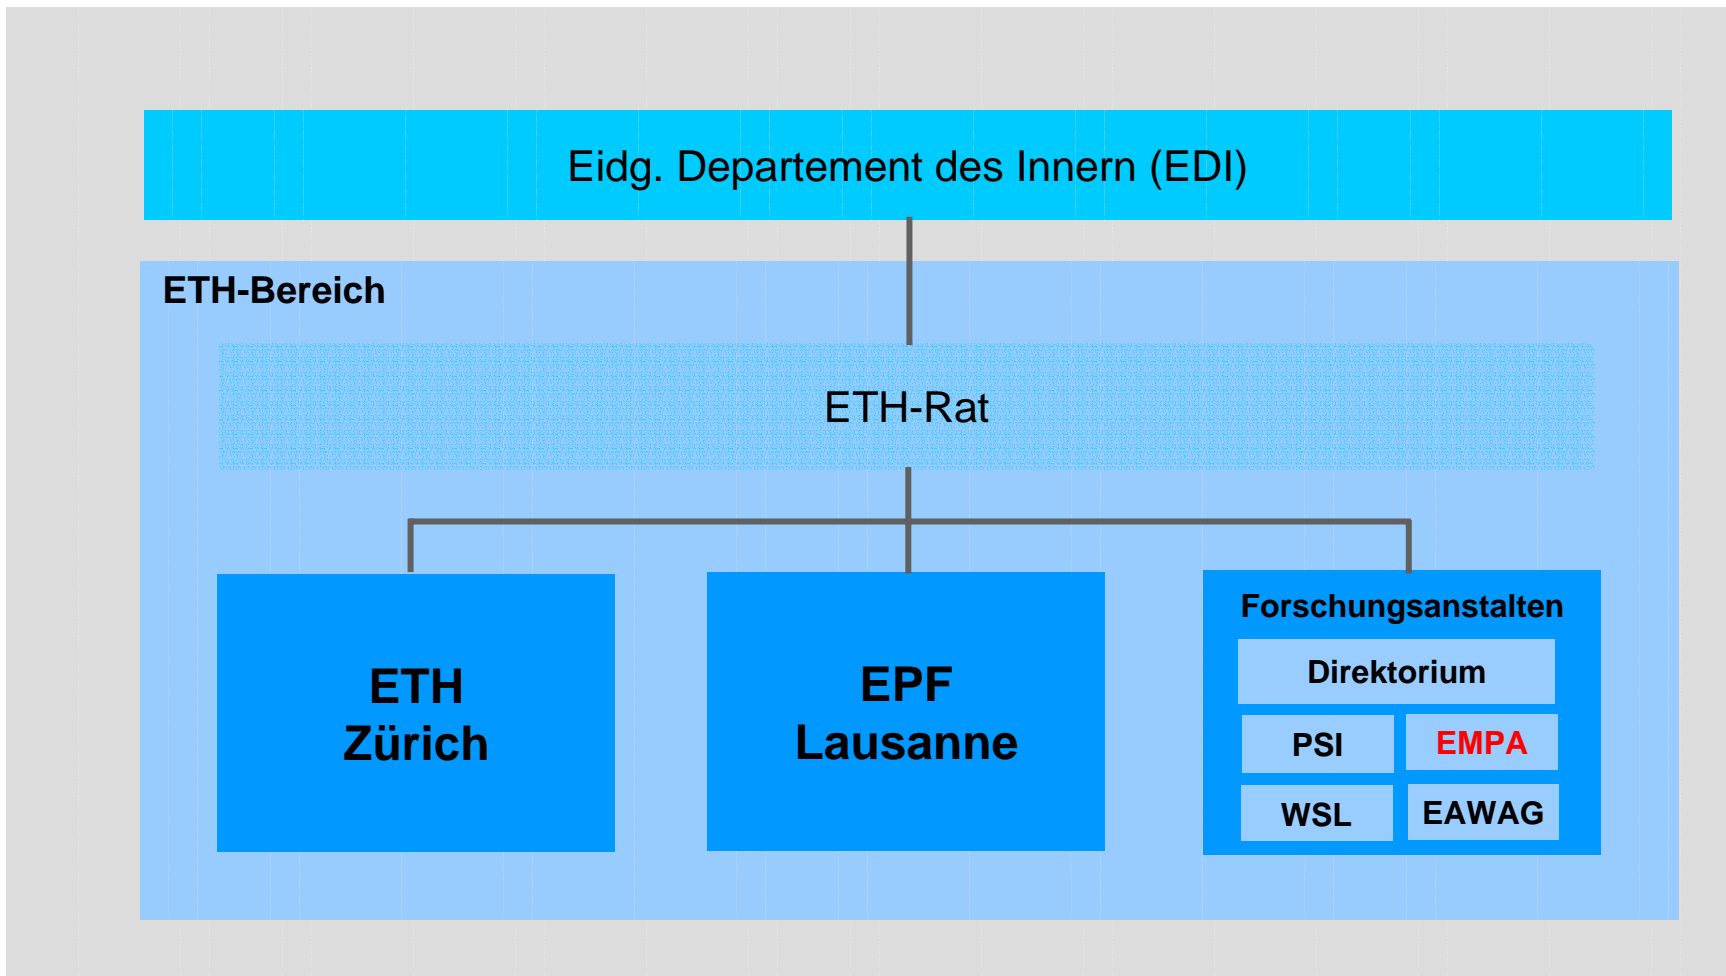 Eidg. Departement des Innern (EDI)
ETH-Bereich
ETH-Rat
ETH
Zürich
EPF
Lausanne
Forschungsanstalten
Direktorium
PSI
EMPA
WSL
EAWAG